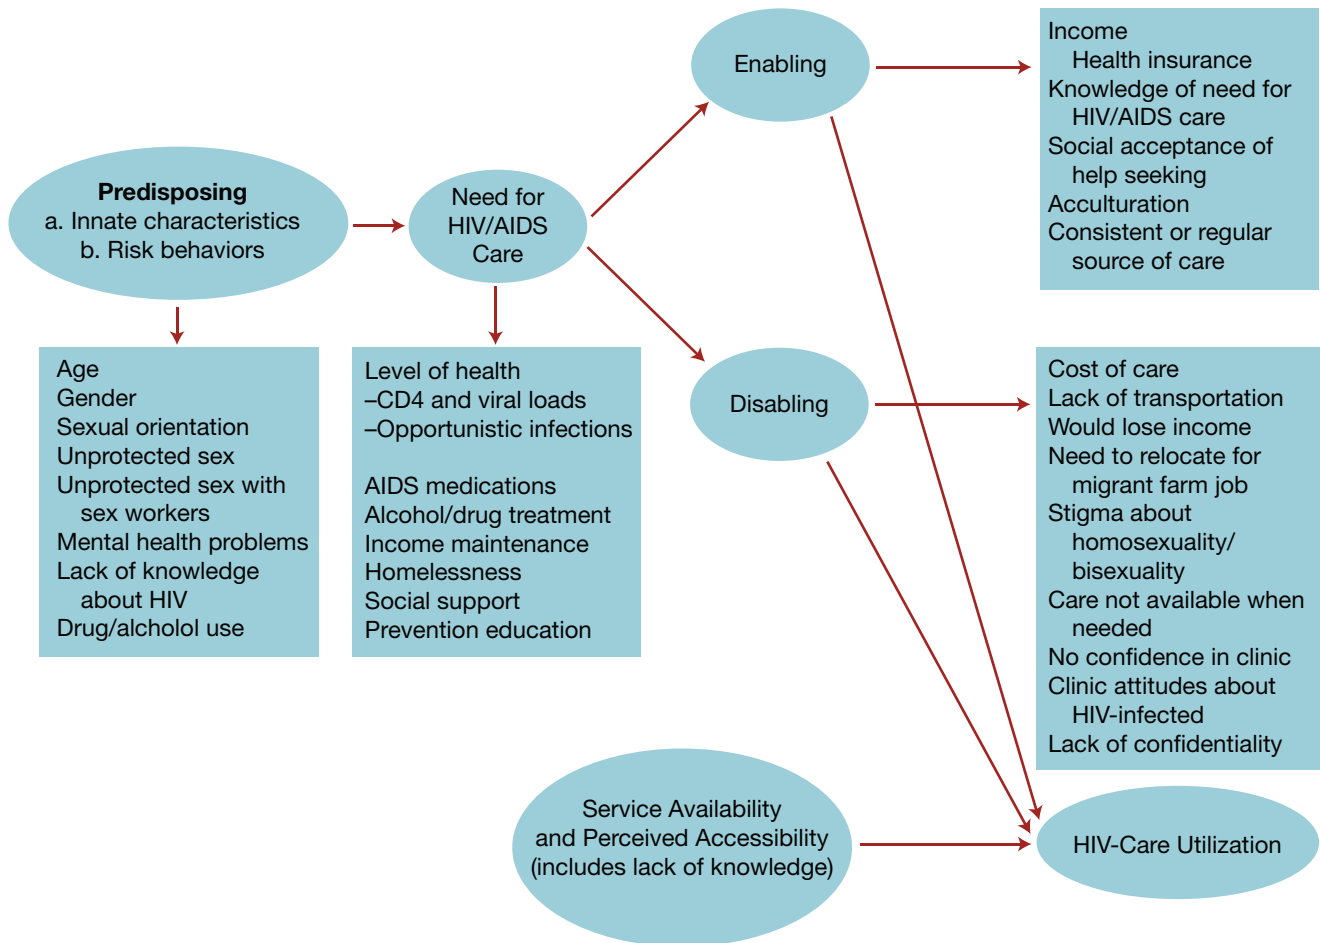 Predisposing
a. Innate characteristics
b. Risk behaviors
Age
Gender
Sexual orientation
Unprotected sex
Unprotected sex with
sex workers
Mental health problems
Lack of knowledge
about HIV
Drug/alcholol use
Need for
HIV/AIDS
Care
Level of health
–CD4 and viral loads
–Opportunistic infections
AIDS medications
Alcohol/drug treatment
Income maintenance
Homelessness
Social support
Prevention education
Enabling
Income
Health insurance
Knowledge of need for
HIV/AIDS care
Social acceptance of
help seeking
Acculturation
Consistent or regular
source of care
Disabling
Cost of care
Lack of transportation
Would lose income
Need to relocate for
migrant farm job
Stigma about
homosexuality/
bisexuality
Care not available when
needed
No confidence in clinic
Clinic attitudes about
HIV-infected
Lack of confidentiality
Service Availability
and Perceived Accessibility
(includes lack of knowledge)
HIV-Care Utilization